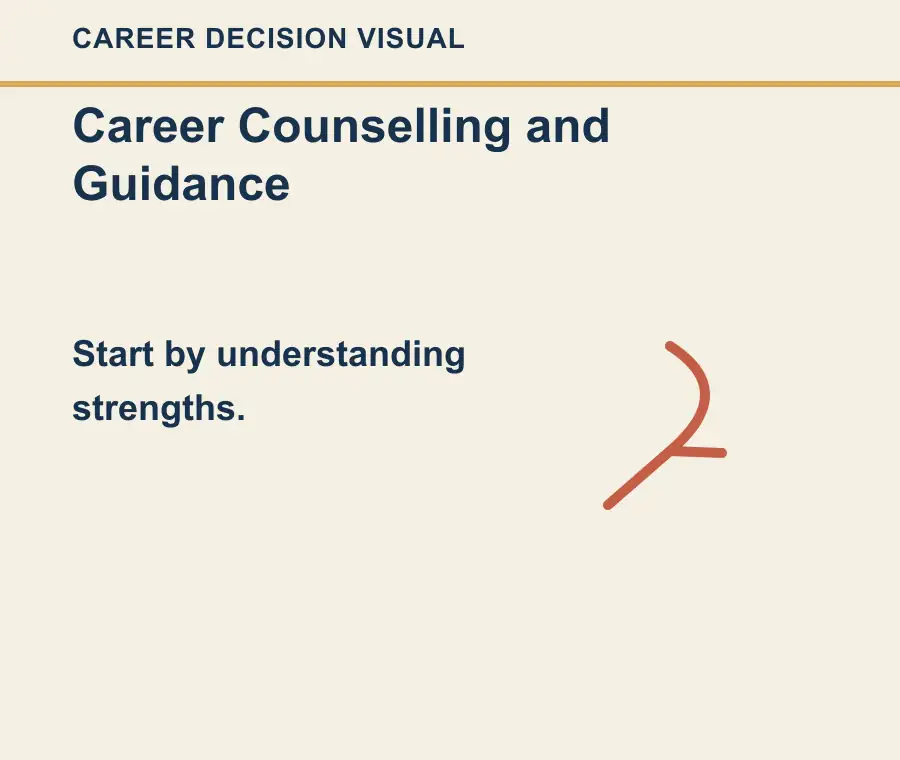 CAREER DECISION VISUAL
Career Counselling and
Guidance
Start by understanding
strengths.